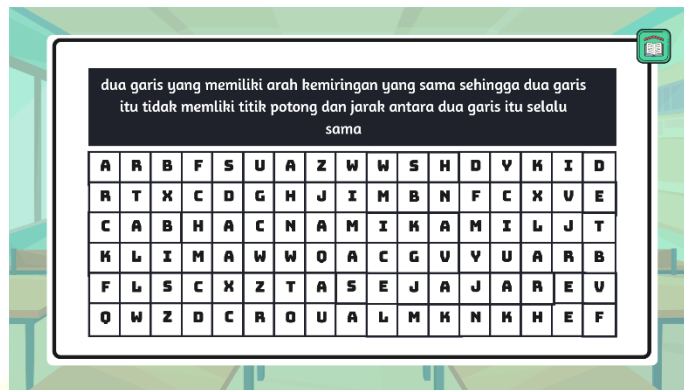 dua garis yang memiliki arah kemiringan yang sama sehingga dua garis
itu tidak memliki titik potong dan jarak antara dua garis itu selalu
sama
A R B F S U A Z W W S H D Y K I D
R T X C D G H J I M B N F C X V E
C A B H A C N A M I K A M I L J T
K L I M A W W Q A C G V Y U A R B
F L S C X Z T A S E J A J A R E V
Q W Z D C R O U A L M K N K H E F